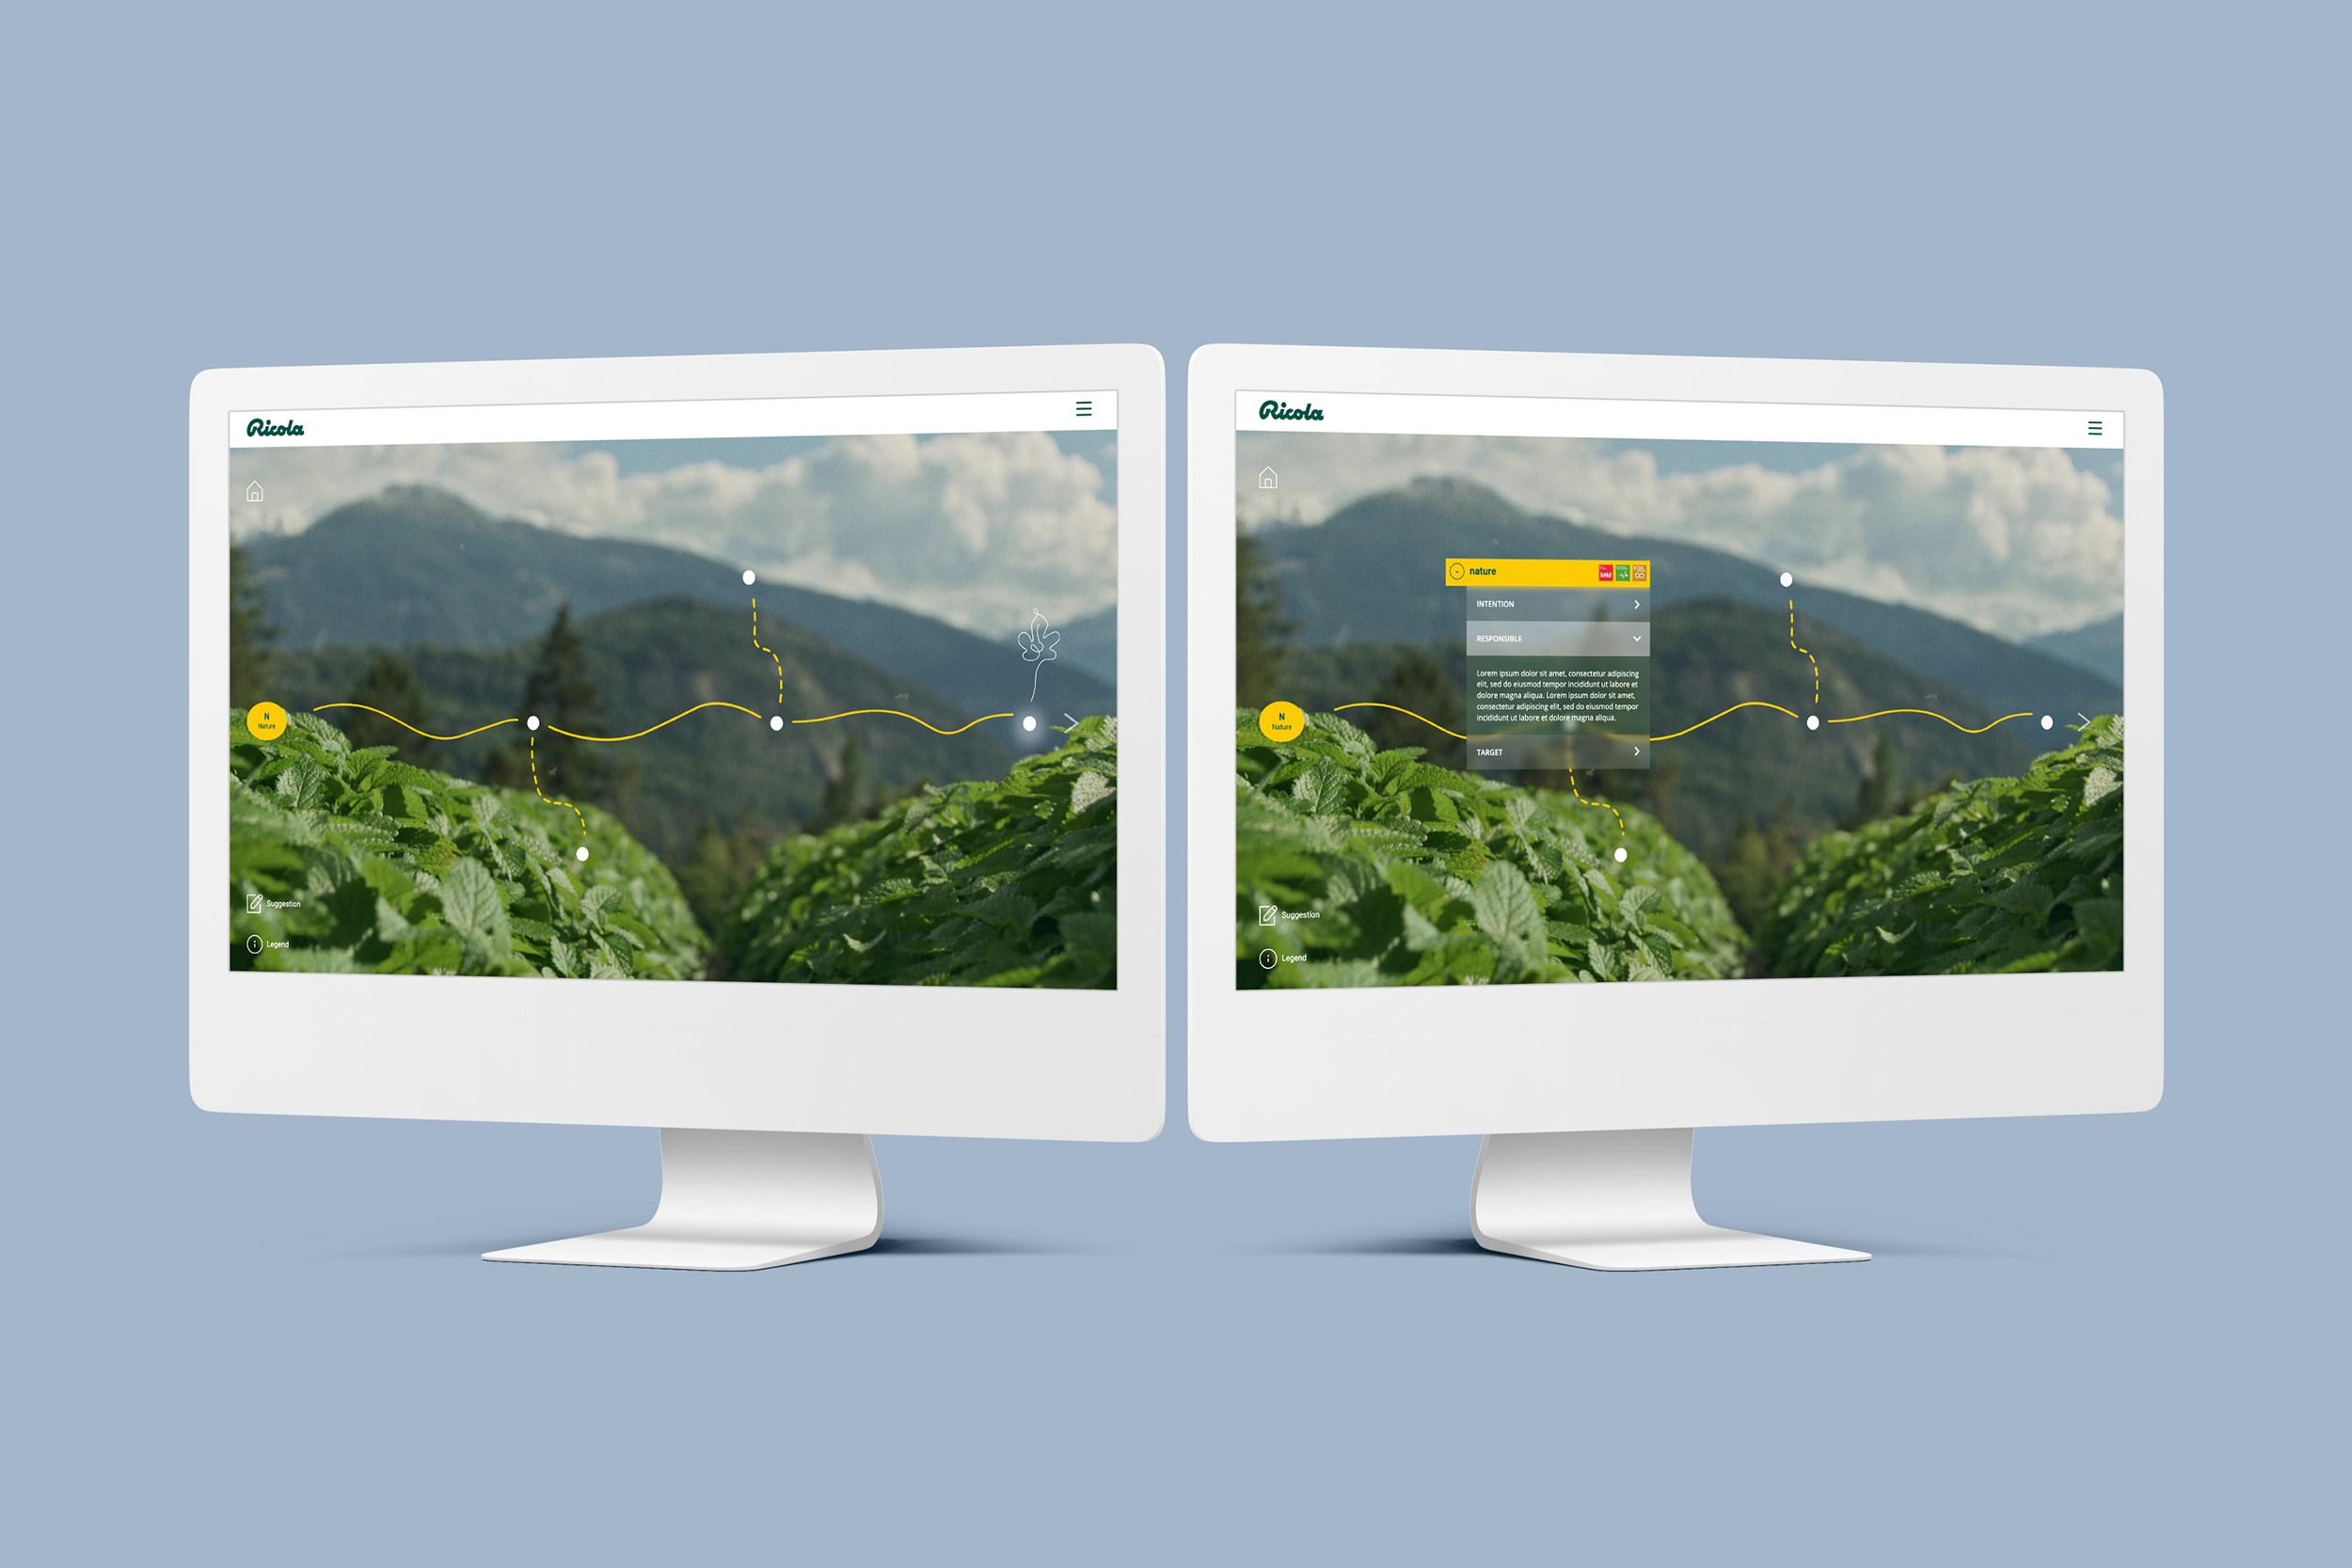 Ricola
N
Nature
Suggestion
Legend
Ricola
nature
INTENTION
RESPONSIBLE
Lorem ipsum dolor sit amet, consectetur adipiscing
elit, sed do eiusmod tempor incididunt ut labore et
dolore magna aliqua. Lorem ipsum dolor sit amet,
consectetur adipiscing elit, sed do eiusmod tempor
incididunt ut labore et dolore magna aliqua.
TARGET
N
Nature
Suggestion
Legend